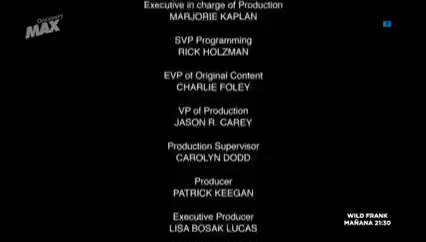 Discovery
MAX
Executive in charge of Production
MARJORIE KAPLAN
SVP Programming
RICK HOLZMAN
EVP of Original Content
CHARLIE FOLEY
VP of Production
JASON R. CAREY
Production Supervisor
CAROLYN DODD
Producer
PATRICK KEEGAN
Executive Producer
LISA BOSAK LUCAS
WILD FRANK
MAÑANA 21:30